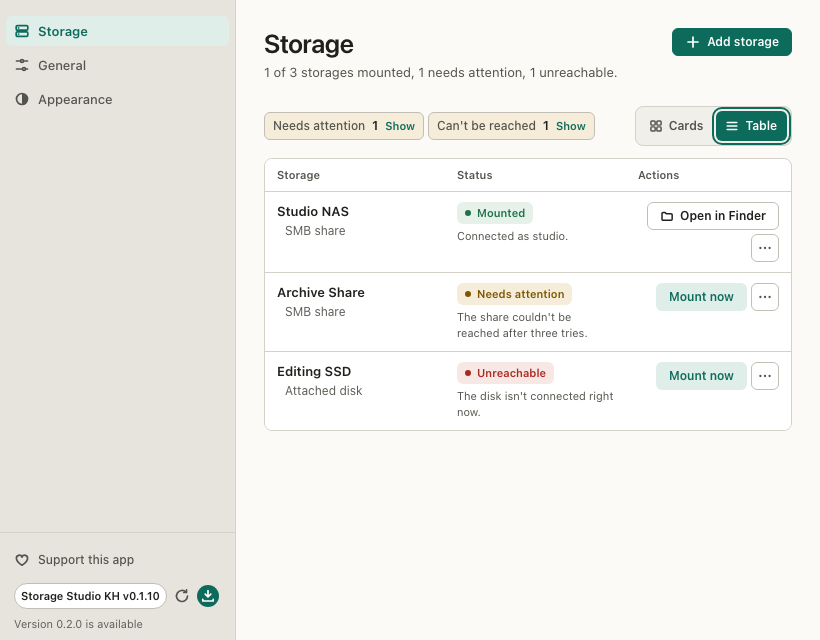 Storage
General
Appearance
Support this app
Storage Studio KH v0.1.10
Version 0.2.0 is available
Storage
1 of 3 storages mounted, 1 needs attention, 1 unreachable.
Add storage
Needs attention 1 Show
Can't be reached 1 Show
Cards
Table
Storage Status Actions
Studio NAS
SMB share
Mounted
Connected as studio.
Open in Finder
Archive Share
SMB share
Needs attention
The share couldn't be
reached after three tries.
Mount now
Editing SSD
Attached disk
Unreachable
The disk isn't connected right
now.
Mount now